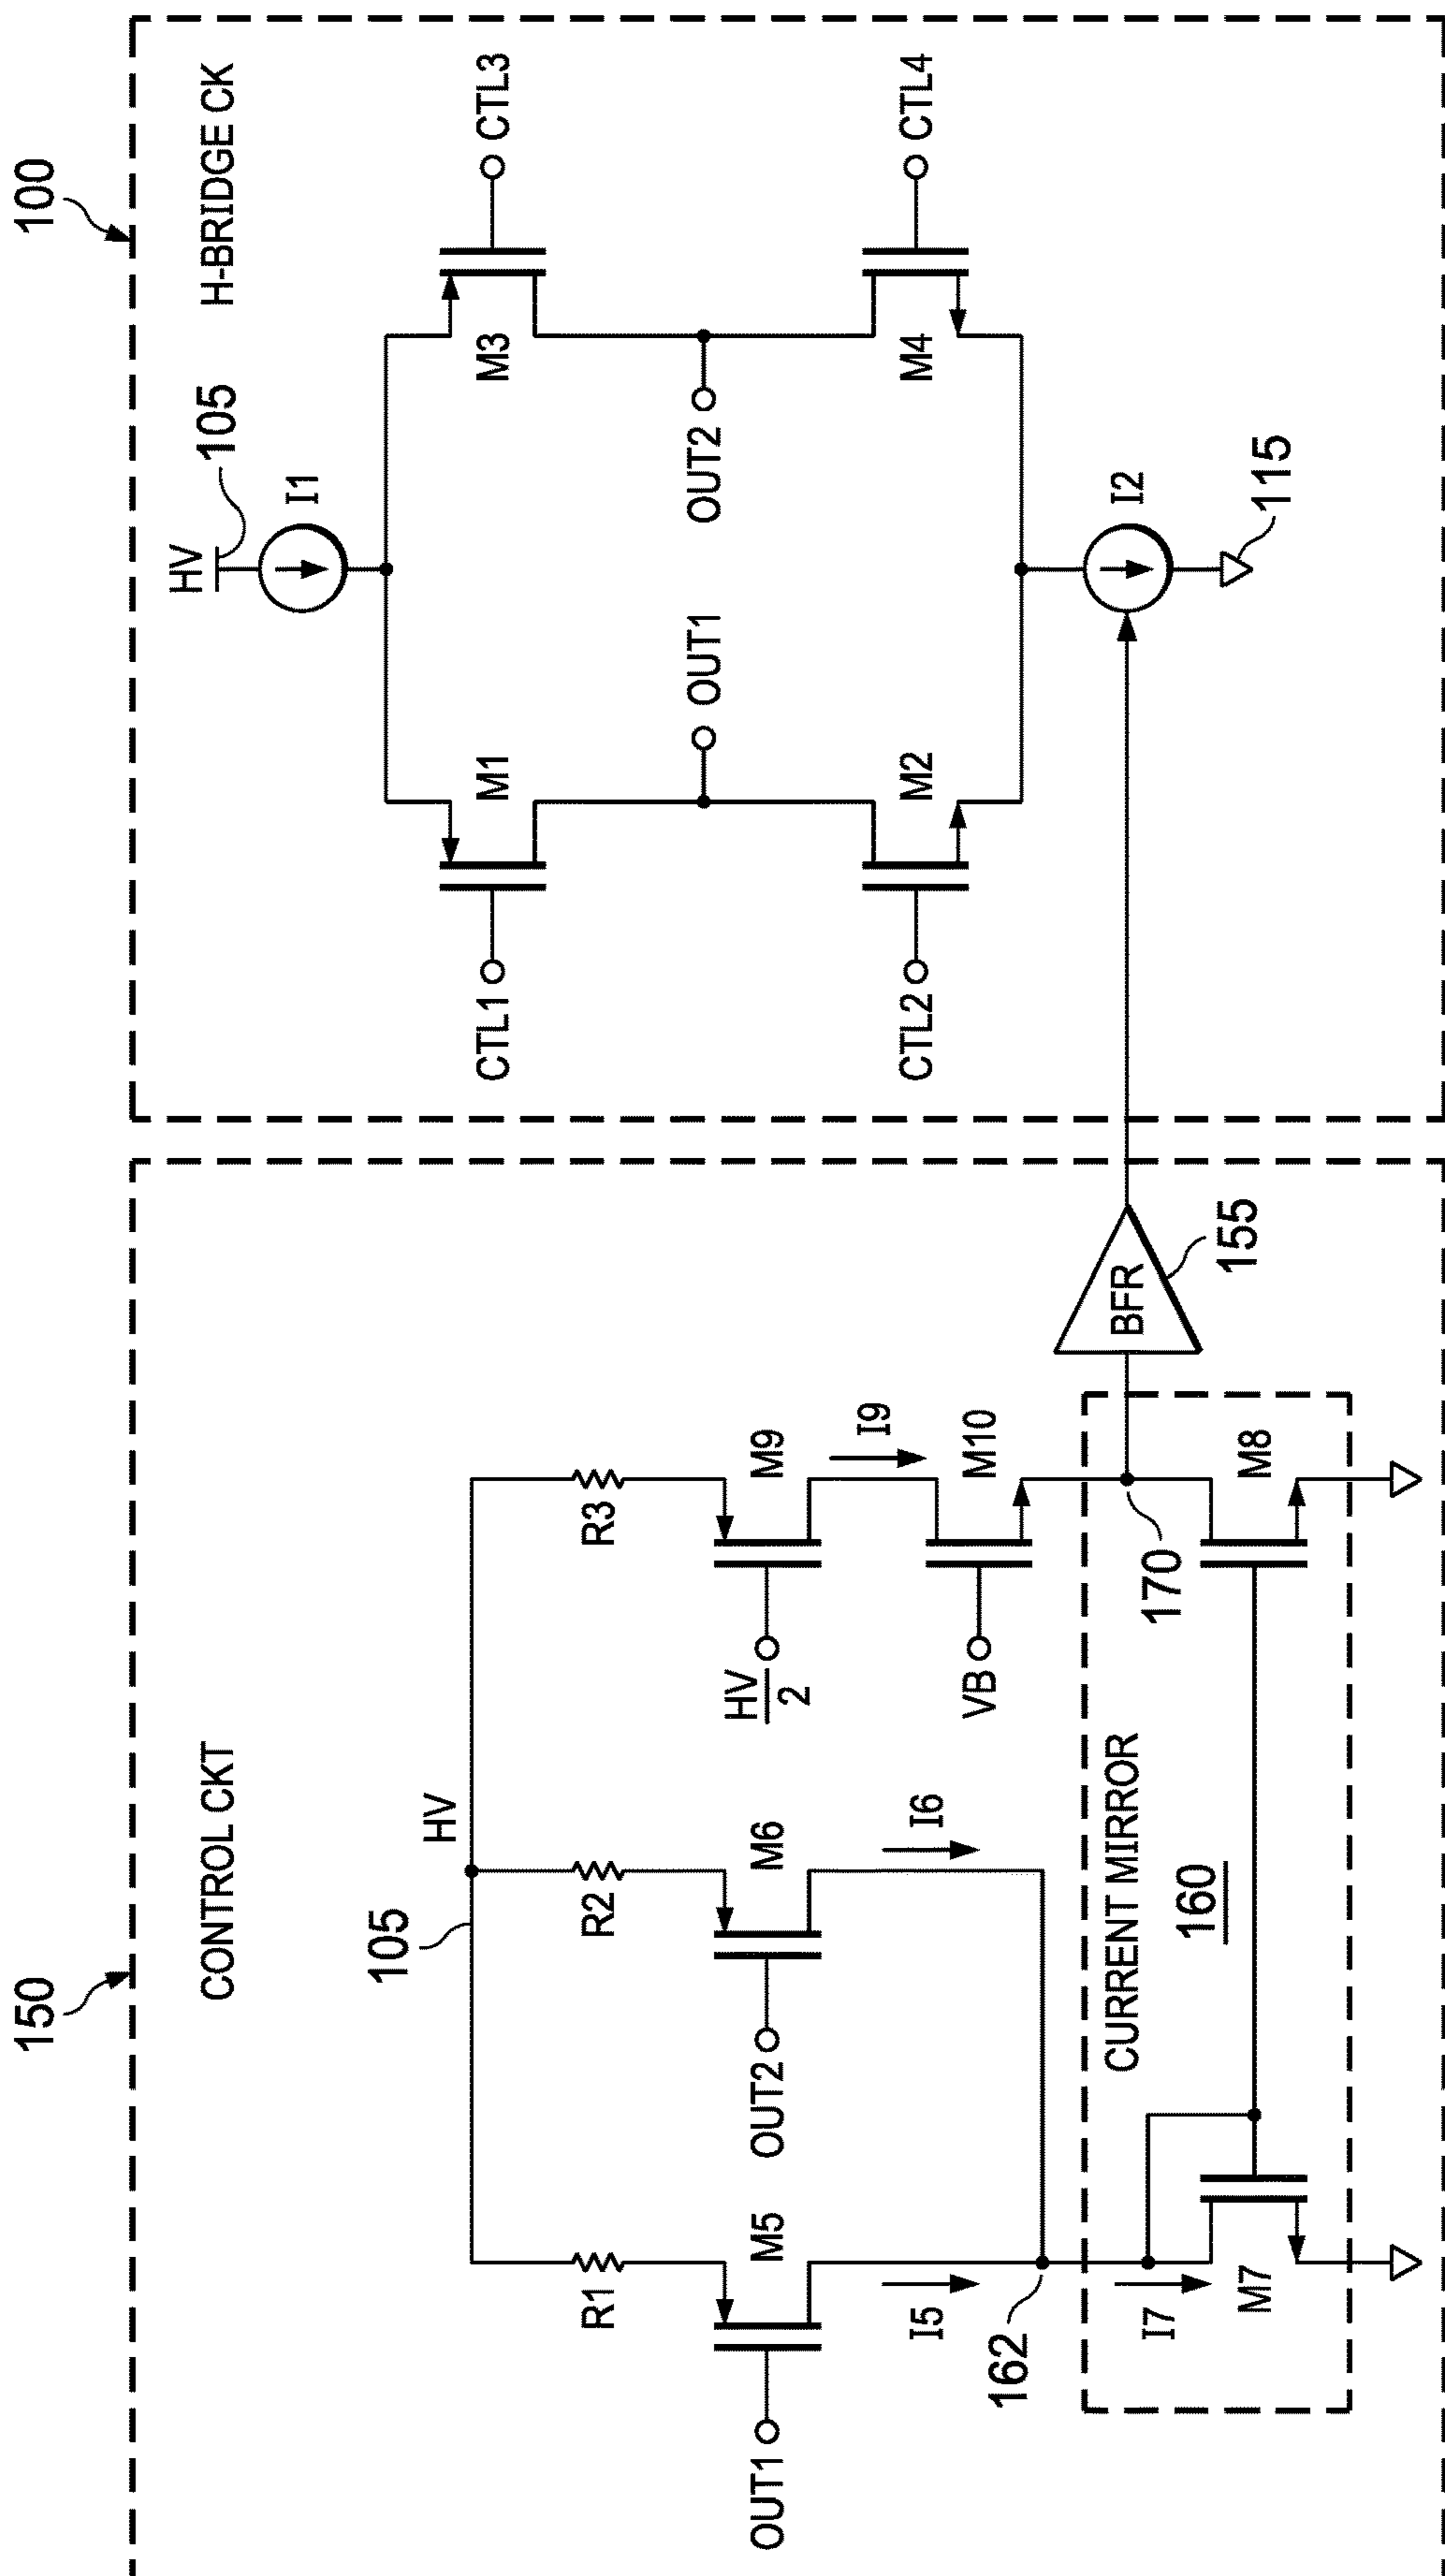 150
CONTROL CKT
105
HV
R1
R2
R3
OUT1
M5
OUT2
M6
HV
2
M9
I5
I6
I9
VB
M10
162
170
BFR
155
CURRENT MIRROR
I7
160
M7
M8
100
H-BRIDGE CK
HV
105
I1
CTL1
M1
M3
CTL3
OUT1
OUT2
CTL2
M2
M4
CTL4
I2
115